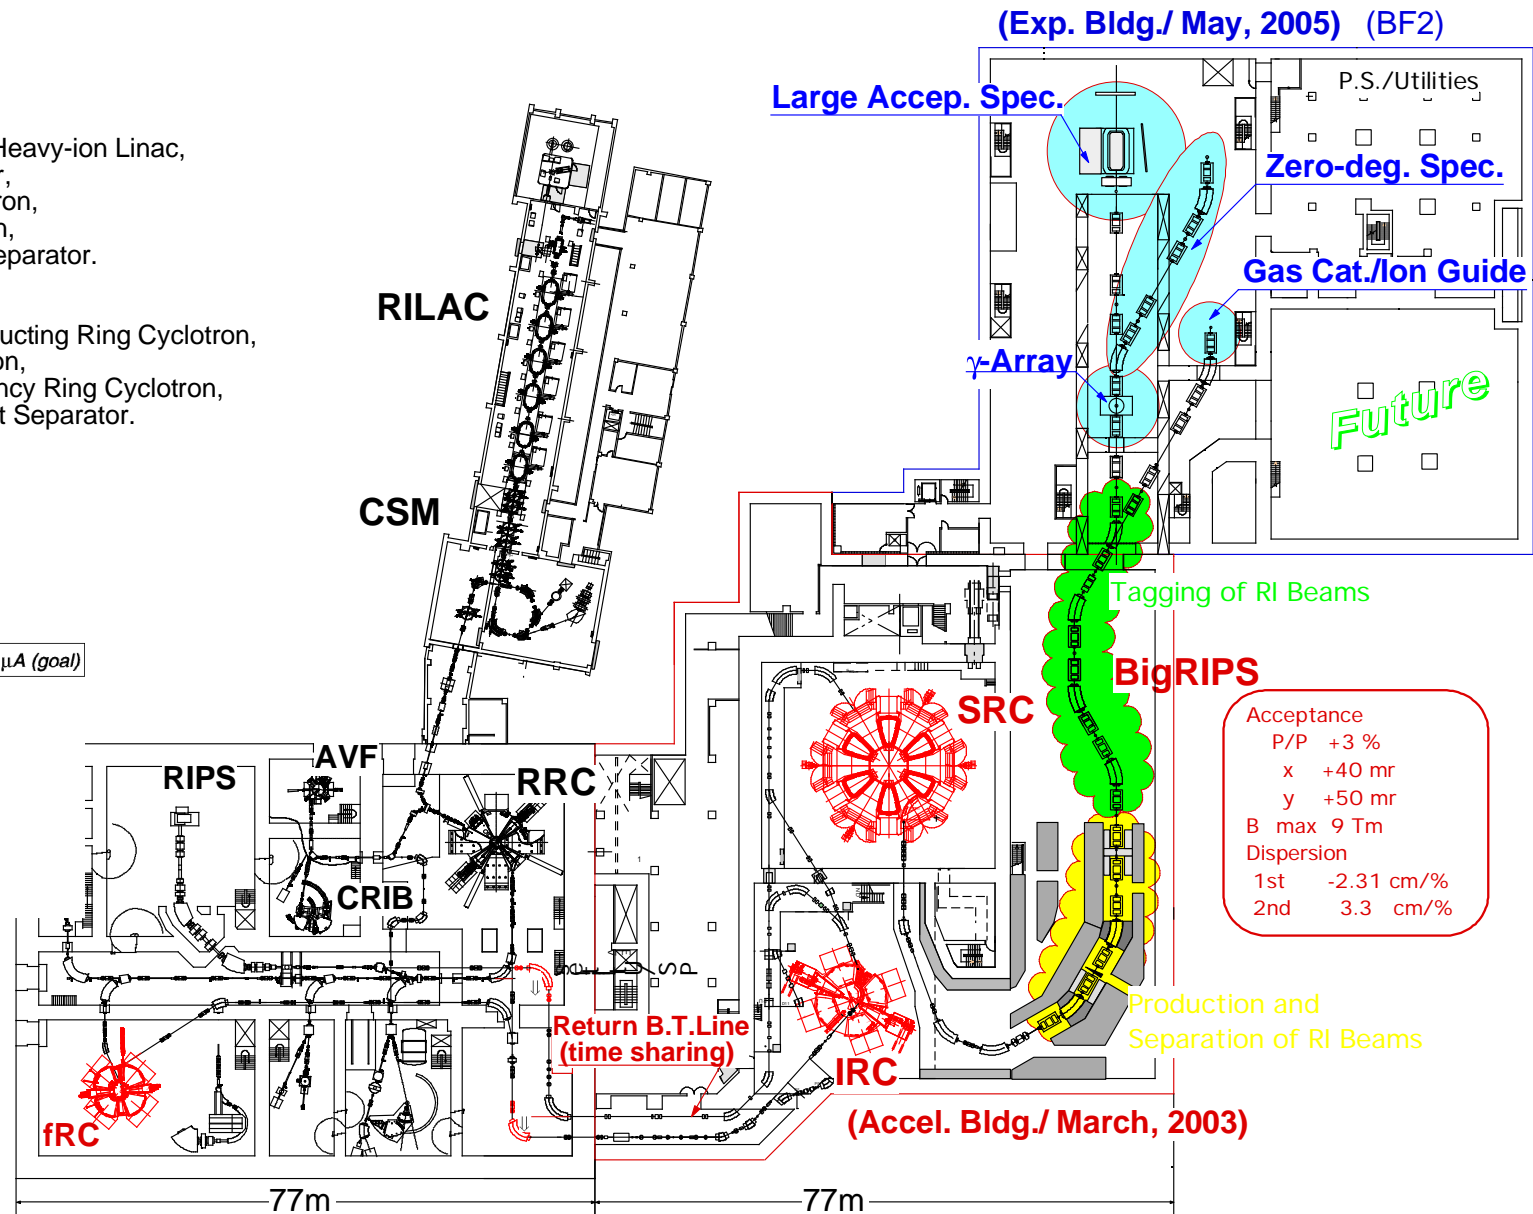 (Exp. Bldg./ May, 2005) (BF2)
P.S./Utilities
Large Accep. Spec.
Heavy-ion Linac,
r,
ron,
n,
eparator.
Zero-deg. Spec.
Gas Cat./Ion Guide
RILAC
ucting Ring Cyclotron,
on,
ncy Ring Cyclotron,
t Separator.
γ-Array
Future
CSM
Tagging of RI Beams
μA (goal)
BigRIPS
SRC
Acceptance
P/P +3 %
x +40 mr
y +50 mr
B max 9 Tm
Dispersion
1st -2.31 cm/%
2nd 3.3 cm/%
AVF
RIPS
RRC
CRIB
Production and
Separation of RI Beams
Return B.T.Line
(time sharing)
IRC
fRC
(Accel. Bldg./ March, 2003)
77m
77m